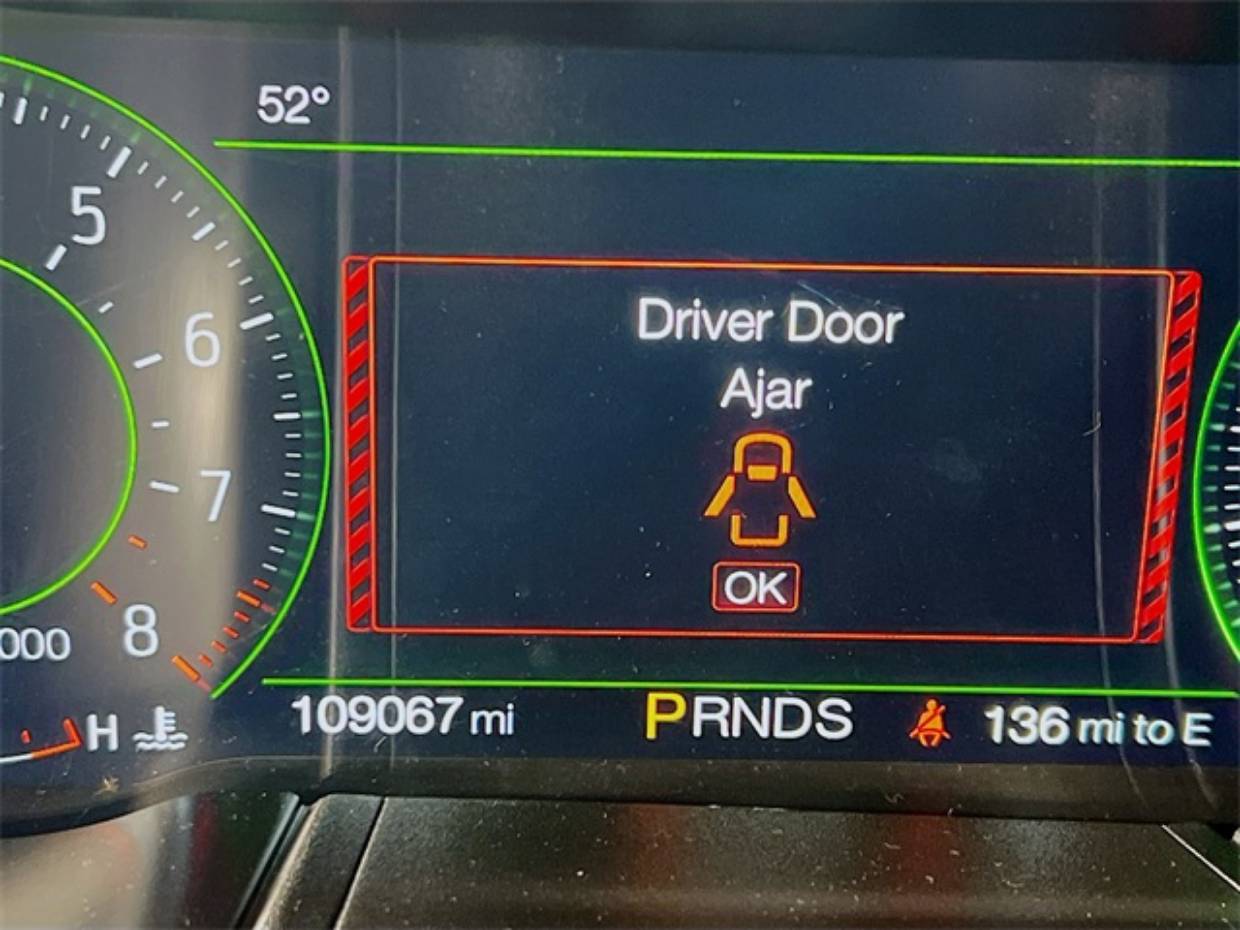 52°
5
6
7
8
000
H
Driver Door
Ajar
OK
109067 mi
PRNDS
136 mi to E